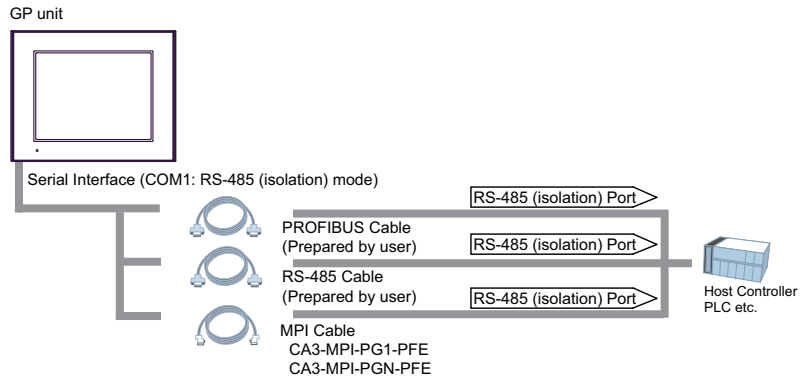 GP unit
Serial Interface (COM1: RS-485 (isolation) mode)
RS-485 (isolation) Port
PROFIBUS Cable
(Prepared by user)
RS-485 (isolation) Port
RS-485 Cable
(Prepared by user)
RS-485 (isolation) Port
Host Controller
PLC etc.
MPI Cable
CA3-MPI-PG1-PFE
CA3-MPI-PGN-PFE